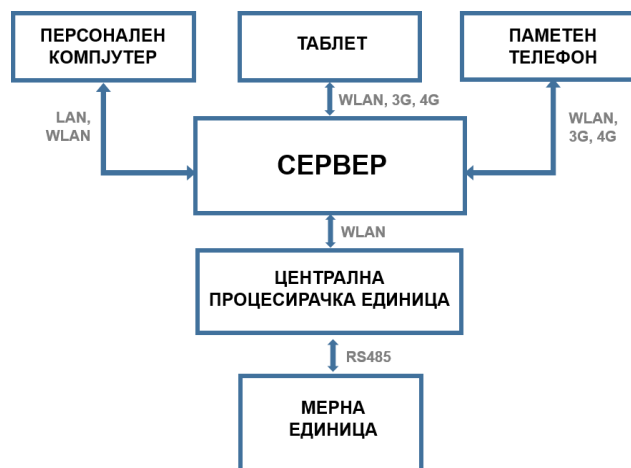 ПЕРСОНАЛЕН
КОМПЈУТЕР
ТАБЛЕТ
ПАМЕТЕН
ТЕЛЕФОН
LAN,
WLAN
WLAN, 3G, 4G
WLAN,
3G, 4G
СЕРВЕР
WLAN
ЦЕНТРАЛНА
ПРОЦЕСИРАЧКА ЕДИНИЦА
RS485
МЕРНА
ЕДИНИЦА